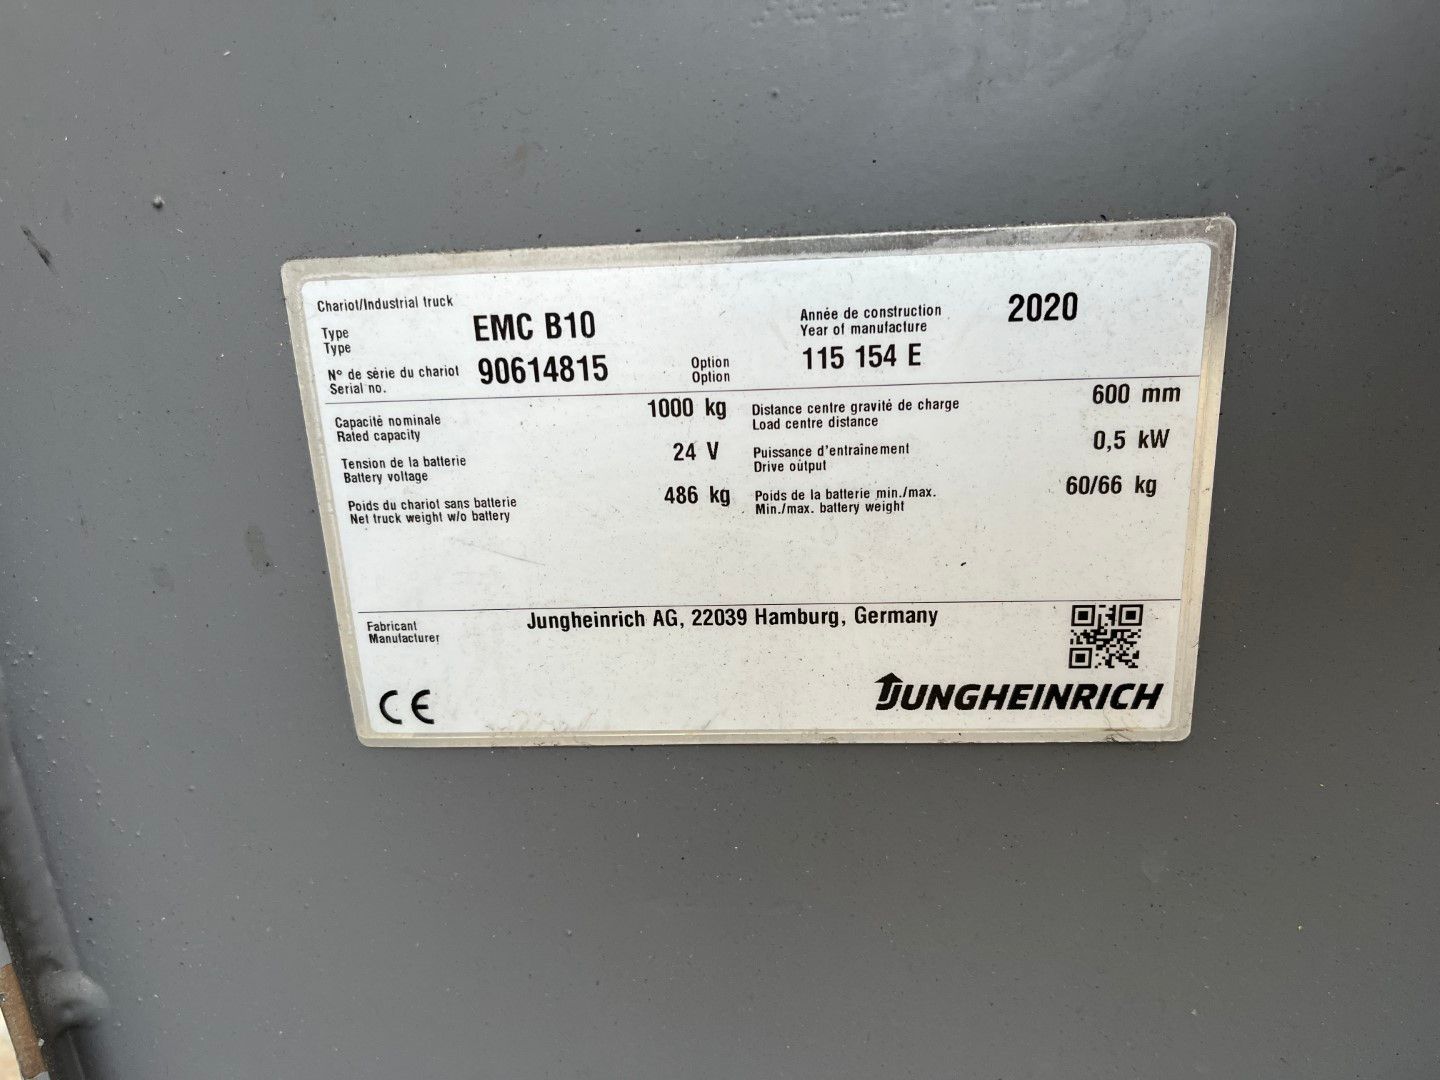 Chariot/Industrial truck
Type
Type
EMC B10
Année de construction
Year of manufacture
2020
N° de série du chariot
Serial no.
90614815
Option
Option
115 154 E
Capacité nominale
Rated capacity
1000 kg
Distance centre gravité de charge
Load centre distance
600 mm
Tension de la batterie
Battery voltage
24 V
Puissance d'entraînement
Drive output
0,5 kW
Poids du chariot sans batterie
Net truck weight w/o battery
486 kg
Poids de la batterie min./max.
Min./max. battery weight
60/66 kg
Fabricant
Manufacturer
Jungheinrich AG, 22039 Hamburg, Germany
CE
JUNGHEINRICH